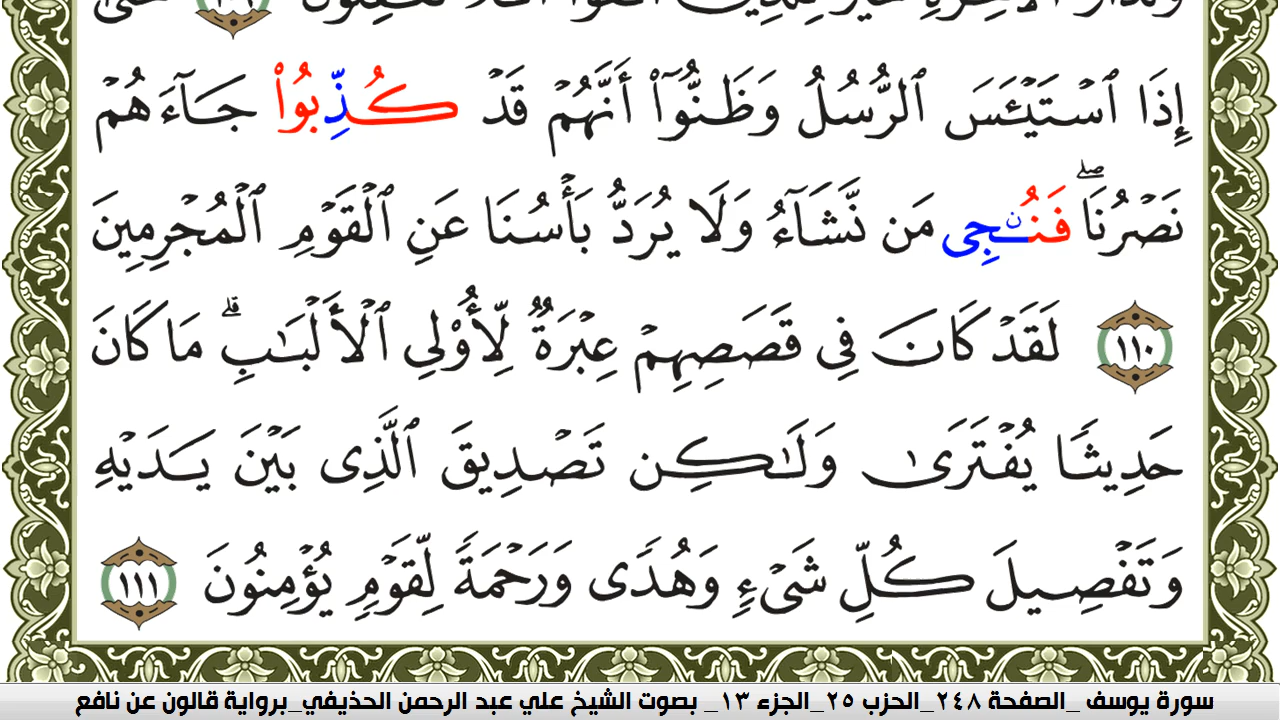 إِذَا ٱسْتَيْـَٔسَ ٱلرُّسُلُ وَظَنُّوٓا۟ أَنَّهُمْ قَدْ كُذِّبُوا۟ جَآءَهُمْ
نَصْرُنَاۖ فَنُـۨجِى مَن نَّشَآءُ وَلَا يُرَدُّ بَأْسُنَا عَنِ ٱلْقَوْمِ ٱلْمُجْرِمِينَ
١١٠ لَقَدْ كَانَ فِى قَصَصِهِمْ عِبْرَةٌ لِّأُو۟لِى ٱلْأَلْبَـٰبِۗ مَا كَانَ
حَدِيثًا يُفْتَرَىٰ وَلَـٰكِن تَصْدِيقَ ٱلَّذِى بَيْنَ يَدَيْهِ
وَتَفْصِيلَ كُلِّ شَىْءٍ وَهُدًى وَرَحْمَةً لِّقَوْمٍ يُؤْمِنُونَ ١١١
سورة يوسف _الصفحة ٢٤٨_الحزب ٢٥_الجزء ١٣_ بصوت الشيخ علي عبد الرحمن الحذيفي_برواية قالون عن نافع